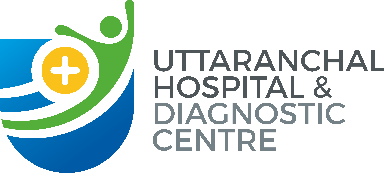 UTTARANCHAL
HOSPITAL &
DIAGNOSTIC
CENTRE